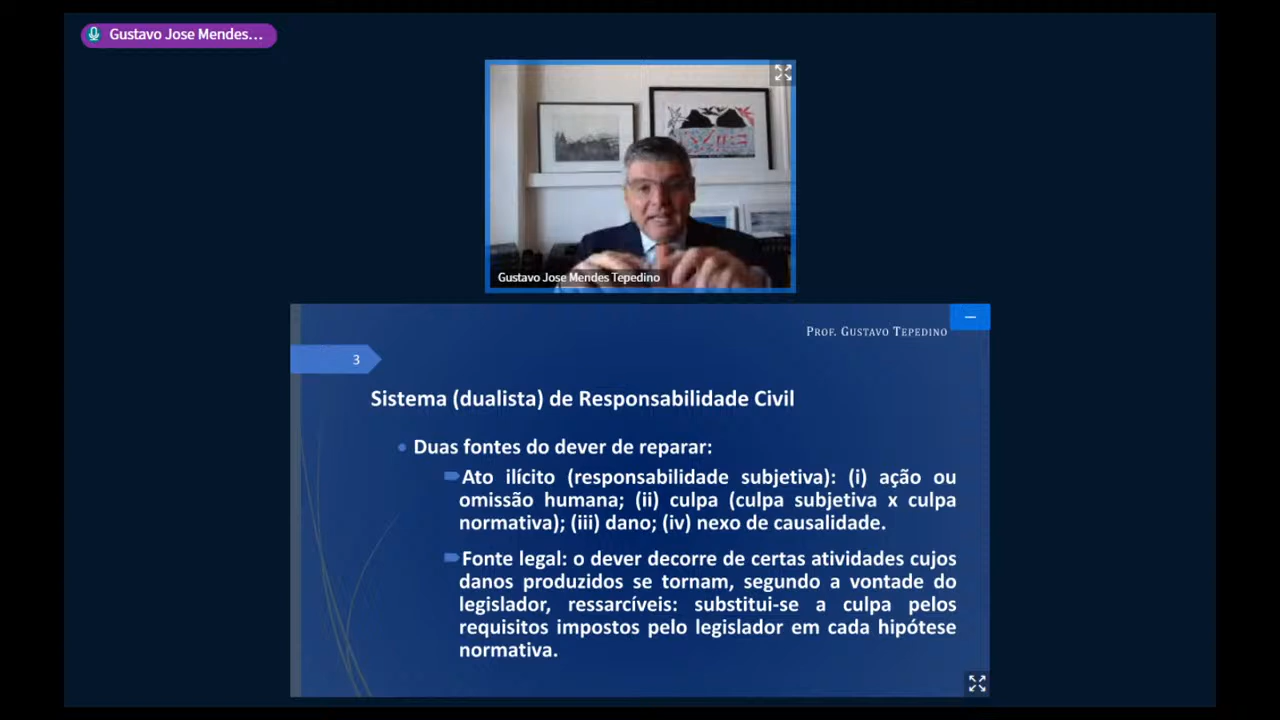 Gustavo Jose Mendes...
Gustavo Jose Mendes Tepedino
Prof. Gustavo Tepedino
3
Sistema (dualista) de Responsabilidade Civil
Duas fontes do dever de reparar:
Ato ilícito (responsabilidade subjetiva): (i) ação ou
omissão humana; (ii) culpa (culpa subjetiva x culpa
normativa); (iii) dano; (iv) nexo de causalidade.
Fonte legal: o dever decorre de certas atividades cujos
danos produzidos se tornam, segundo a vontade do
legislador, ressarcíveis: substitui-se a culpa pelos
requisitos impostos pelo legislador em cada hipótese
normativa.